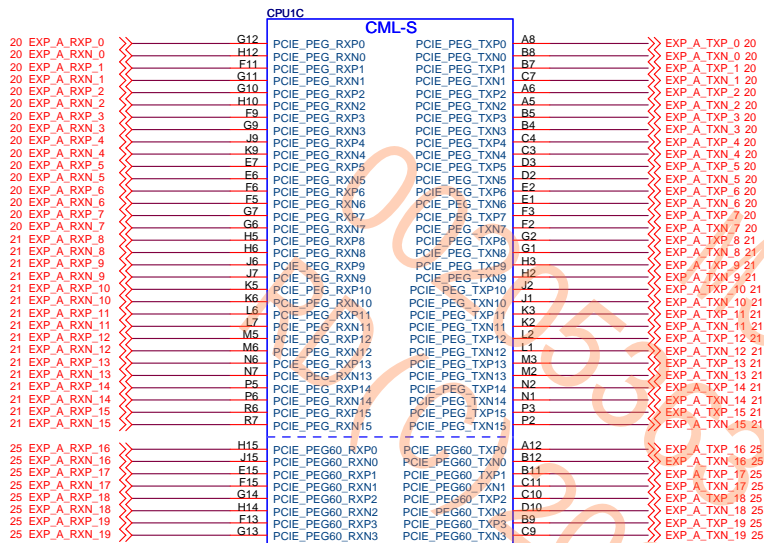 CPU1C
CML-S
20 EXP_A_RXP_0 G12 PCIE_PEG_RXP0 PCIE_PEG_TXP0 A8 EXP_A_TXP_0 20
20 EXP_A_RXN_0 H12 PCIE_PEG_RXN0 PCIE_PEG_TXN0 B8 EXP_A_TXN_0 20
20 EXP_A_RXP_1 F11 PCIE_PEG_RXP1 PCIE_PEG_TXP1 B7 EXP_A_TXP_1 20
20 EXP_A_RXN_1 G11 PCIE_PEG_RXN1 PCIE_PEG_TXN1 C7 EXP_A_TXN_1 20
20 EXP_A_RXP_2 G10 PCIE_PEG_RXP2 PCIE_PEG_TXP2 A6 EXP_A_TXP_2 20
20 EXP_A_RXN_2 H10 PCIE_PEG_RXN2 PCIE_PEG_TXN2 A5 EXP_A_TXN_2 20
20 EXP_A_RXP_3 F9 PCIE_PEG_RXP3 PCIE_PEG_TXP3 B5 EXP_A_TXP_3 20
20 EXP_A_RXN_3 G9 PCIE_PEG_RXN3 PCIE_PEG_TXN3 B4 EXP_A_TXN_3 20
20 EXP_A_RXP_4 J9 PCIE_PEG_RXP4 PCIE_PEG_TXP4 C4 EXP_A_TXP_4 20
20 EXP_A_RXN_4 K9 PCIE_PEG_RXN4 PCIE_PEG_TXN4 C3 EXP_A_TXN_4 20
20 EXP_A_RXP_5 E7 PCIE_PEG_RXP5 PCIE_PEG_TXP5 D3 EXP_A_TXP_5 20
20 EXP_A_RXN_5 E6 PCIE_PEG_RXN5 PCIE_PEG_TXN5 D2 EXP_A_TXN_5 20
20 EXP_A_RXP_6 F6 PCIE_PEG_RXP6 PCIE_PEG_TXP6 E2 EXP_A_TXP_6 20
20 EXP_A_RXN_6 F5 PCIE_PEG_RXN6 PCIE_PEG_TXN6 E1 EXP_A_TXN_6 20
20 EXP_A_RXP_7 G7 PCIE_PEG_RXP7 PCIE_PEG_TXP7 F3 EXP_A_TXP_7 20
20 EXP_A_RXN_7 G6 PCIE_PEG_RXN7 PCIE_PEG_TXN7 F2 EXP_A_TXN_7 20
21 EXP_A_RXP_8 H5 PCIE_PEG_RXP8 PCIE_PEG_TXP8 G2 EXP_A_TXP_8 21
21 EXP_A_RXN_8 H6 PCIE_PEG_RXN8 PCIE_PEG_TXN8 G1 EXP_A_TXN_8 21
21 EXP_A_RXP_9 J6 PCIE_PEG_RXP9 PCIE_PEG_TXP9 H3 EXP_A_TXP_9 21
21 EXP_A_RXN_9 J7 PCIE_PEG_RXN9 PCIE_PEG_TXN9 H2 EXP_A_TXN_9 21
21 EXP_A_RXP_10 K5 PCIE_PEG_RXP10 PCIE_PEG_TXP10 J2 EXP_A_TXP_10 21
21 EXP_A_RXN_10 K6 PCIE_PEG_RXN10 PCIE_PEG_TXN10 J1 EXP_A_TXN_10 21
21 EXP_A_RXP_11 L6 PCIE_PEG_RXP11 PCIE_PEG_TXP11 K3 EXP_A_TXP_11 21
21 EXP_A_RXN_11 L7 PCIE_PEG_RXN11 PCIE_PEG_TXN11 K2 EXP_A_TXN_11 21
21 EXP_A_RXP_12 M5 PCIE_PEG_RXP12 PCIE_PEG_TXP12 L2 EXP_A_TXP_12 21
21 EXP_A_RXN_12 M6 PCIE_PEG_RXN12 PCIE_PEG_TXN12 L1 EXP_A_TXN_12 21
21 EXP_A_RXP_13 N6 PCIE_PEG_RXP13 PCIE_PEG_TXP13 M3 EXP_A_TXP_13 21
21 EXP_A_RXN_13 N7 PCIE_PEG_RXN13 PCIE_PEG_TXN13 M2 EXP_A_TXN_13 21
21 EXP_A_RXP_14 P5 PCIE_PEG_RXP14 PCIE_PEG_TXP14 N2 EXP_A_TXP_14 21
21 EXP_A_RXN_14 P6 PCIE_PEG_RXN14 PCIE_PEG_TXN14 N1 EXP_A_TXN_14 21
21 EXP_A_RXP_15 R6 PCIE_PEG_RXP15 PCIE_PEG_TXP15 P3 EXP_A_TXP_15 21
21 EXP_A_RXN_15 R7 PCIE_PEG_RXN15 PCIE_PEG_TXN15 P2 EXP_A_TXN_15 21
25 EXP_A_RXP_16 H15 PCIE_PEG60_RXP0 PCIE_PEG60_TXP0 A12 EXP_A_TXP_16 25
25 EXP_A_RXN_16 J15 PCIE_PEG60_RXN0 PCIE_PEG60_TXN0 B12 EXP_A_TXN_16 25
25 EXP_A_RXP_17 E15 PCIE_PEG60_RXP1 PCIE_PEG60_TXP1 B11 EXP_A_TXP_17 25
25 EXP_A_RXN_17 F15 PCIE_PEG60_RXN1 PCIE_PEG60_TXN1 C11 EXP_A_TXN_17 25
25 EXP_A_RXP_18 G14 PCIE_PEG60_RXP2 PCIE_PEG60_TXP2 C10 EXP_A_TXP_18 25
25 EXP_A_RXN_18 H14 PCIE_PEG60_RXN2 PCIE_PEG60_TXN2 D10 EXP_A_TXN_18 25
25 EXP_A_RXP_19 F13 PCIE_PEG60_RXP3 PCIE_PEG60_TXP3 B9 EXP_A_TXP_19 25
25 EXP_A_RXN_19 G13 PCIE_PEG60_RXN3 PCIE_PEG60_TXN3 C9 EXP_A_TXN_19 25